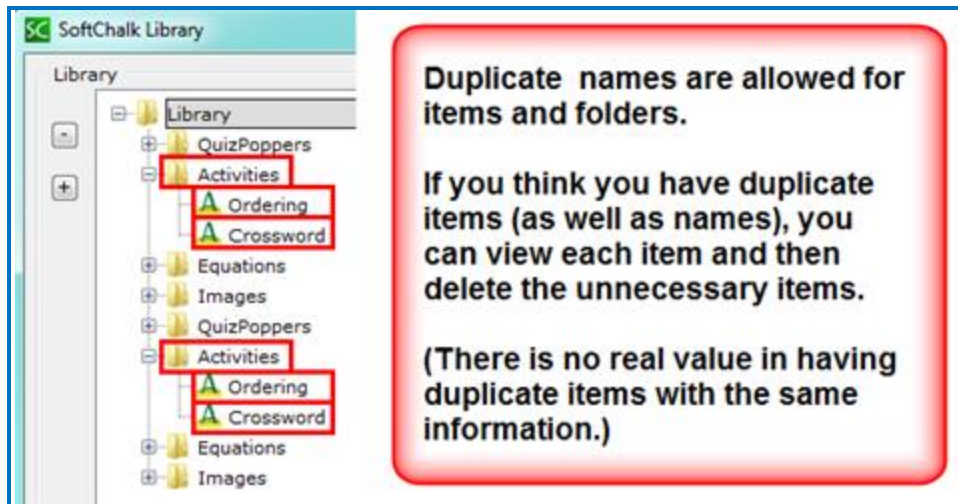 SC SoftChalk Library
Library
-
+
Library
QuizPoppers
Activities
A Ordering
A Crossword
Equations
Images
QuizPoppers
Activities
A Ordering
A Crossword
Equations
Images
Duplicate names are allowed for
items and folders.
If you think you have duplicate
items (as well as names), you
can view each item and then
delete the unnecessary items.
(There is no real value in having
duplicate items with the same
information.)